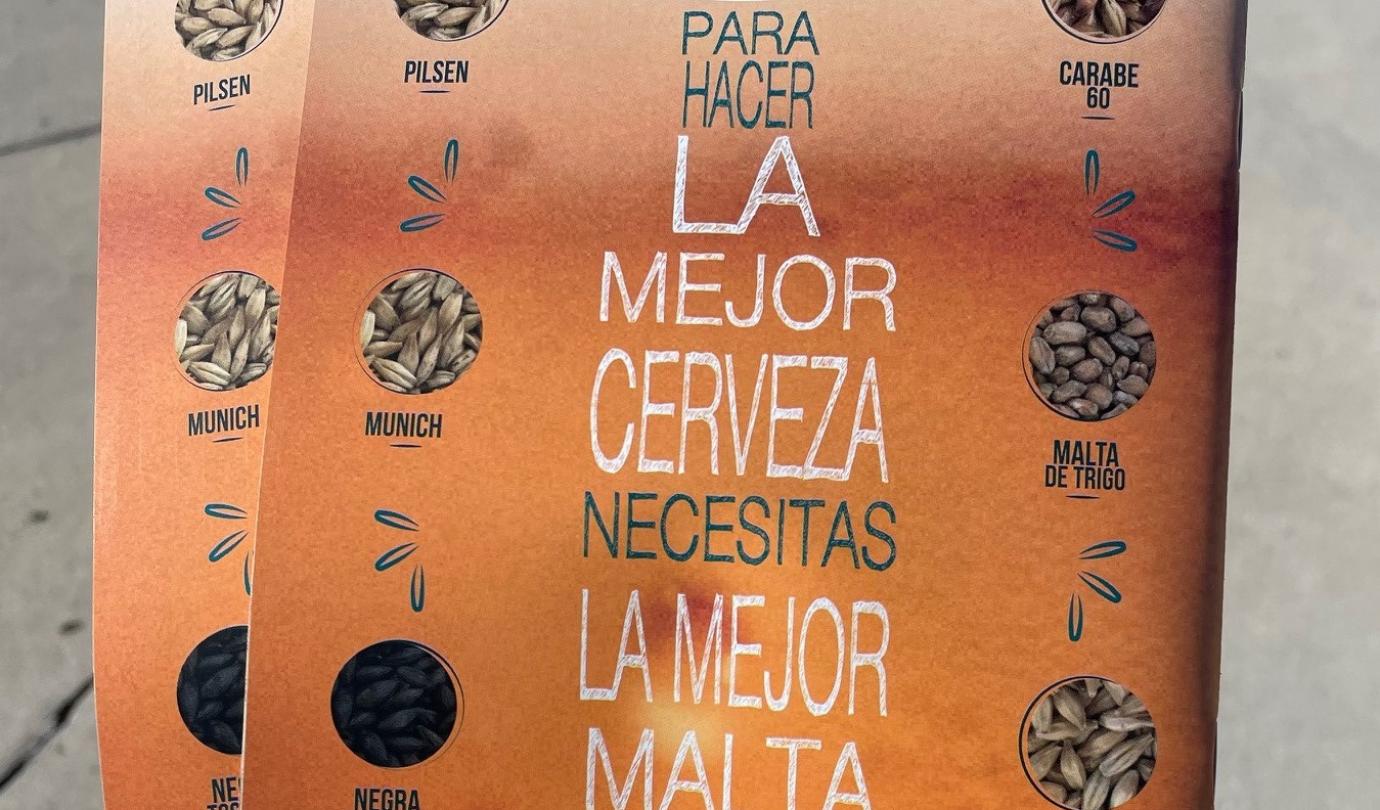 PILSEN
PILSEN
PARA
HACER
LA
MEJOR
CERVEZA
NECESITAS
LA MEJOR
MALTA
CARABE
60
MUNICH
MUNICH
MALTA
DE TRIGO
NEGRA